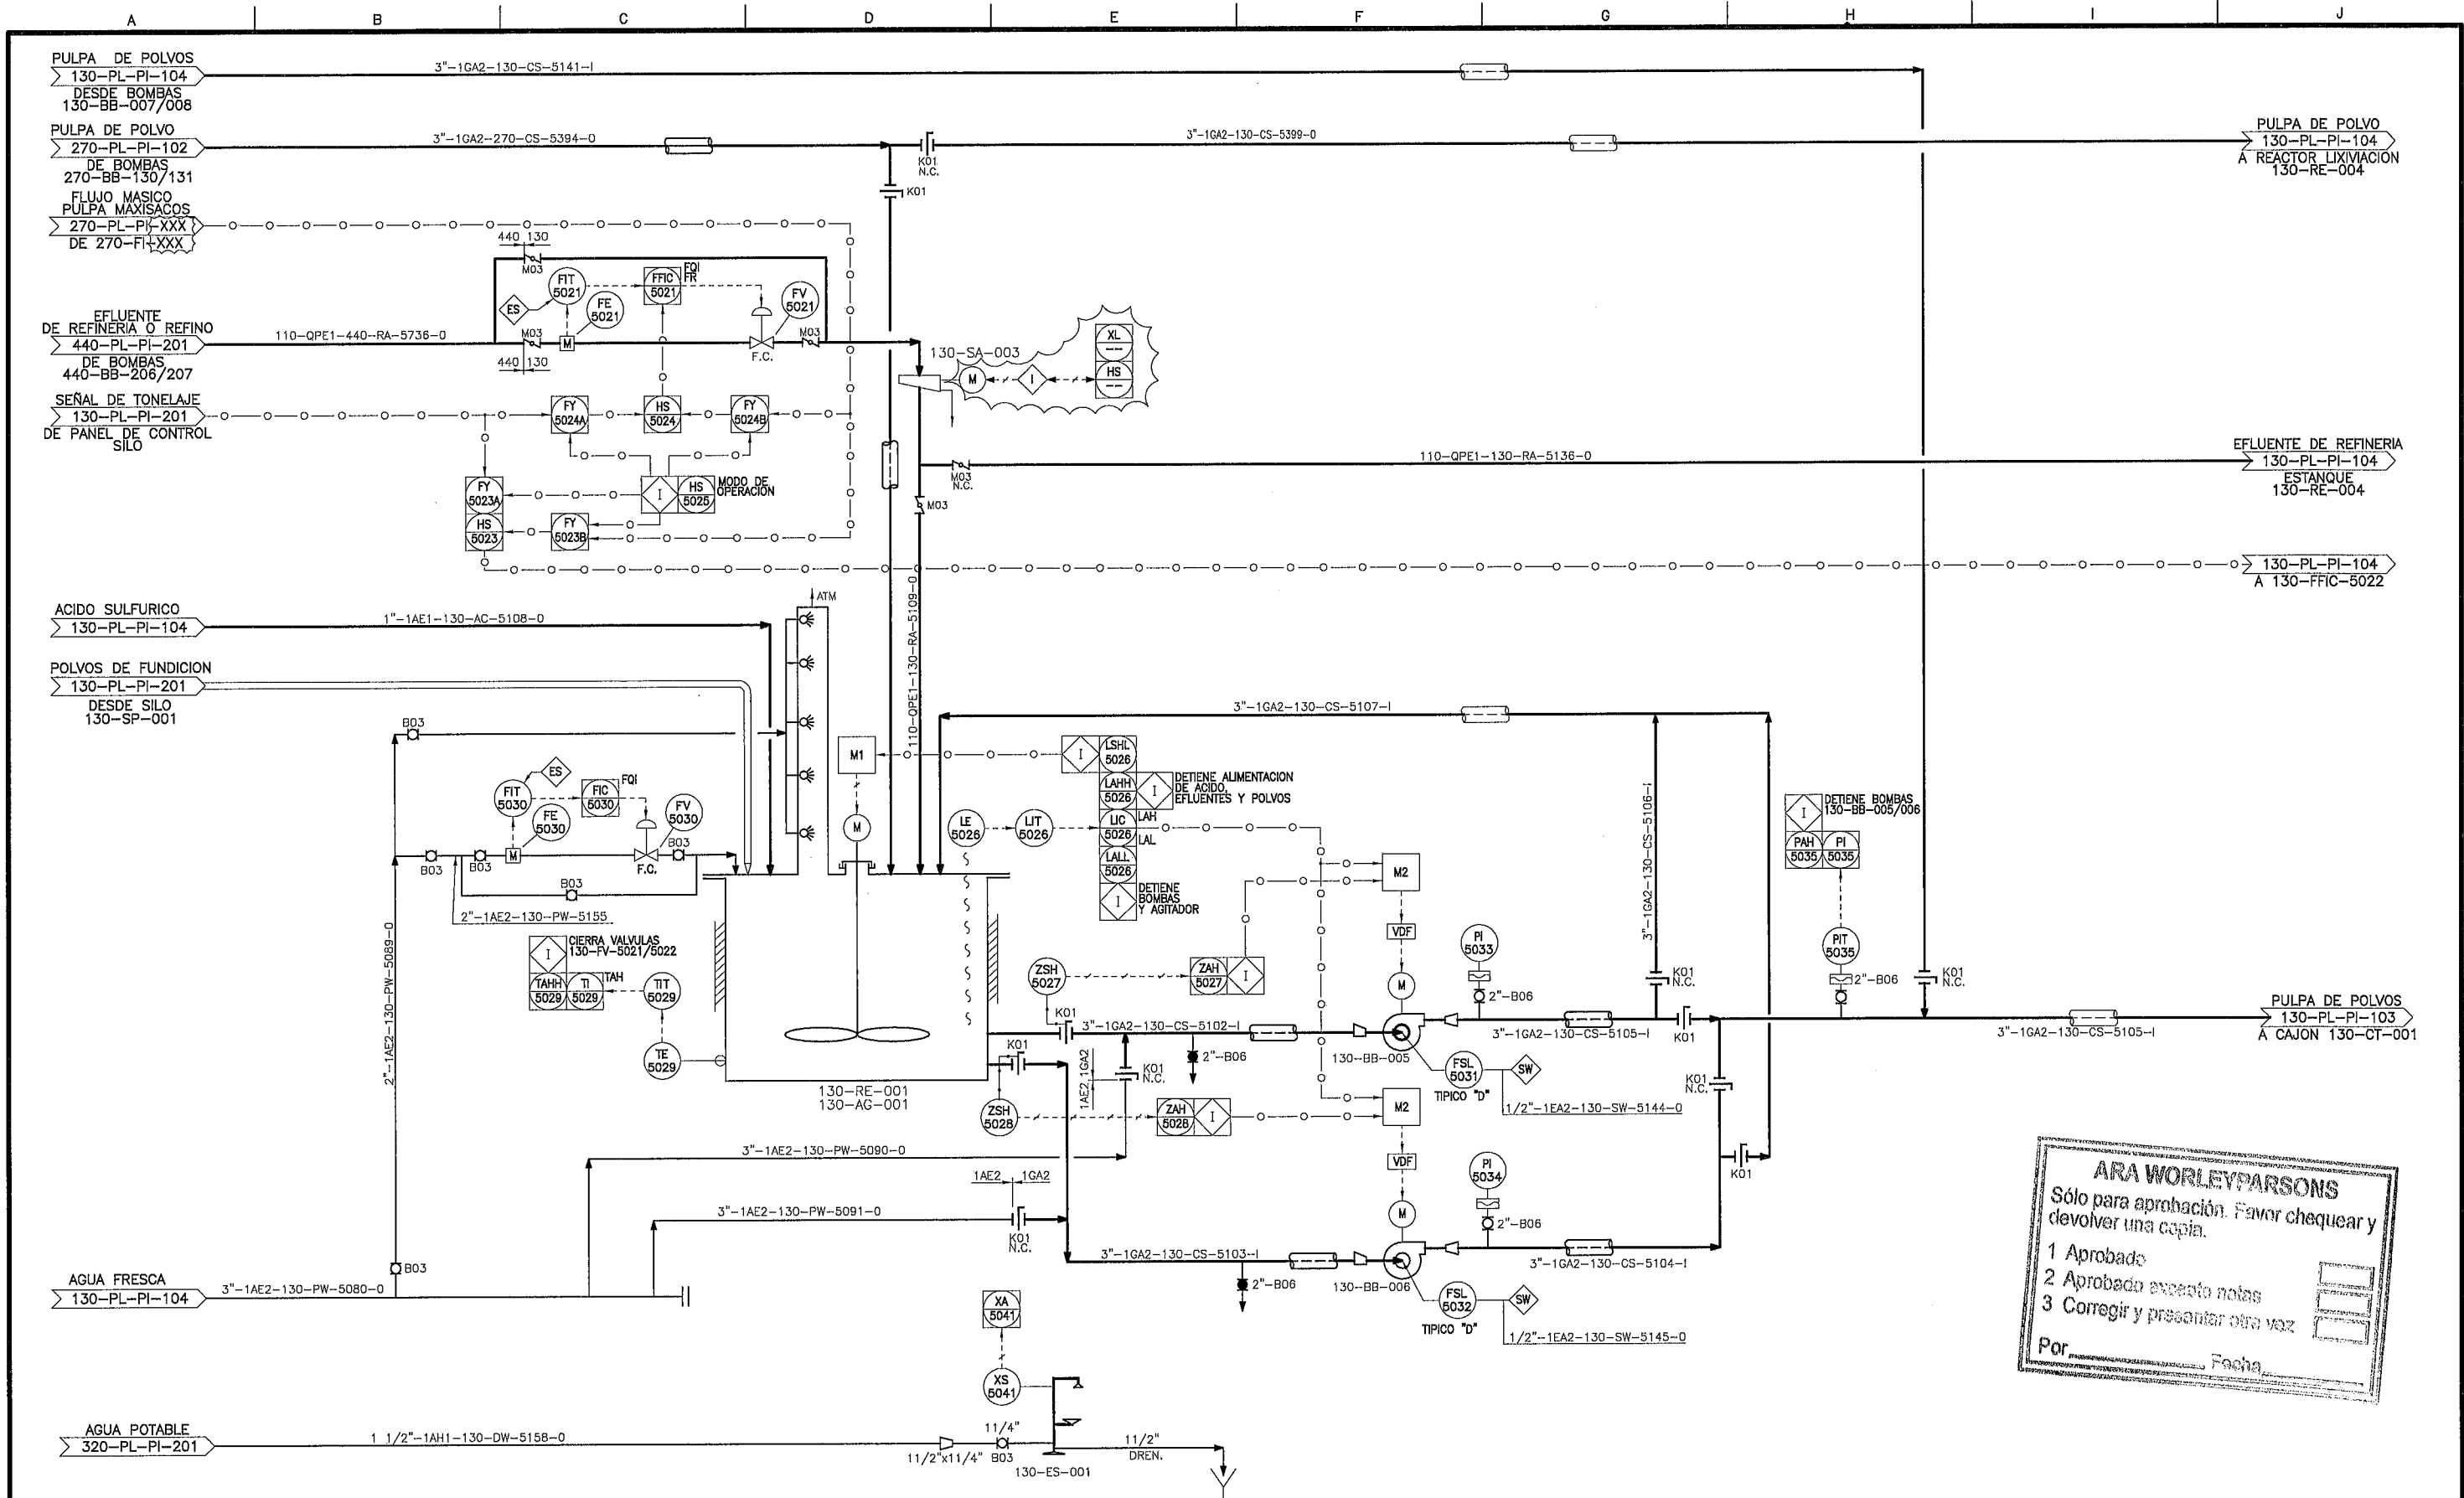 A B C D E F G H I J
PULPA DE POLVOS
130-PL-PI-104
DESDE BOMBAS
130-BB-007/008
3"-1GA2-130-CS-5141-I
PULPA DE POLVO
270-PL-PI-102
DE BOMBAS
270-BB-130/131
3"-1GA2-270-CS-5394-0
K01
N.C.
K01
3"-1GA2-130-CS-5399-0
PULPA DE POLVO
130-PL-PI-104
A REACTOR LIXIVIACION
130-RE-004
FLUJO MASICO
PULPA MAXISACOS
270-PL-PI-XXX
DE 270-FI-XXX
440 130
M03
FIT
5021
FFIC
5021
FQI
FR
ES
FE
5021
FV
5021
EFLUENTE
DE REFINERIA O REFINO
440-PL-PI-201
DE BOMBAS
440-BB-206/207
110-QPE1-440-RA-5736-0
M03
M
440 130
F.C.
M03
130-SA-003
M
I
XL
--
HS
--
SEÑAL DE TONELAJE
130-PL-PI-201
DE PANEL DE CONTROL
SILO
FY
5024A
HS
5024
FY
5024B
FY
5023A
HS
5023
FY
5023B
I
HS
5025
MODO DE
OPERACION
M03
N.C.
M03
110-QPE1-130-RA-5136-0
EFLUENTE DE REFINERIA
130-PL-PI-104
ESTANQUE
130-RE-004
130-PL-PI-104
A 130-FFIC-5022
110-QPE1-130-RA-5109-0
ATM
ACIDO SULFURICO
130-PL-PI-104
1"-1AE1-130-AC-5108-0
POLVOS DE FUNDICION
130-PL-PI-201
DESDE SILO
130-SP-001
B03
3"-1GA2-130-CS-5107-I
M1
M
I
LSHL
5026
LAHH
5026
I
DETIENE ALIMENTACION
DE ACIDO,
EFLUENTES Y POLVOS
LE
5026
LIT
5026
LIC
5026
LAH
LAL
LALL
5026
I
DETIENE
BOMBAS
Y AGITADOR
ES
FIT
5030
FIC
5030
FQI
FE
5030
FV
5030
B03
B03
B03
M
F.C.
B03
2"-1AE2-130-PW-5155
2"-1AE2-130-PW-5089-0
I
CIERRA VALVULAS
130-FV-5021/5022
TAHH
5029
TI
5029
TAH
TIT
5029
TE
5029
130-RE-001
130-AG-001
M2
VDF
M
PI
5033
2"-B06
3"-1GA2-130-CS-5106-I
K01
N.C.
I
DETIENE BOMBAS
130-BB-005/006
PAH
5035
PI
5035
PIT
5035
2"-B06
K01
N.C.
ZSH
5027
ZAH
5027
I
K01
3"-1GA2-130-CS-5102-I
2"-B06
130-BB-005
3"-1GA2-130-CS-5105-I
K01
3"-1GA2-130-CS-5105-I
PULPA DE POLVOS
130-PL-PI-103
A CAJON 130-CT-001
K01
1AE2 1GA2
K01
N.C.
FSL
5031
SW
TIPICO "D"
1/2"-1EA2-130-SW-5144-0
K01
N.C.
ZSH
5028
ZAH
5028
I
M2
VDF
M
PI
5034
2"-B06
K01
3"-1AE2-130-PW-5090-0
3"-1AE2-130-PW-5091-0
1AE2 1GA2
K01
N.C.
3"-1GA2-130-CS-5103-I
2"-B06
130-BB-006
3"-1GA2-130-CS-5104-I
FSL
5032
SW
TIPICO "D"
1/2"-1EA2-130-SW-5145-0
B03
AGUA FRESCA
130-PL-PI-104
3"-1AE2-130-PW-5080-0
XA
5041
XS
5041
AGUA POTABLE
320-PL-PI-201
1 1/2"-1AH1-130-DW-5158-0
11/2"x11/4"
11/4"
B03
130-ES-001
11/2"
DREN.
ARA WORLEYPARSONS
Sólo para aprobación. Favor chequear y
devolver una copia.
1 Aprobado
2 Aprobado excepto notas
3 Corregir y presentar otra vez
Por Fecha